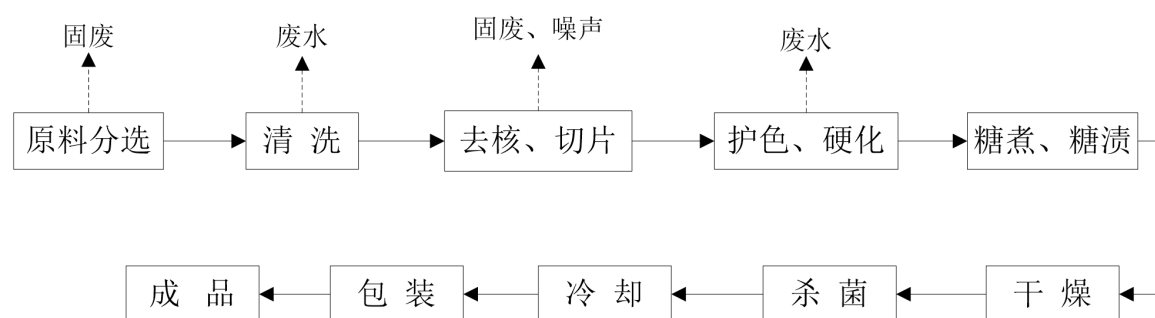 固废
废水
固废、噪声
废水
原料分选
清 洗
去核、切片
护色、硬化
糖煮、糖渍
成 品
包 装
冷 却
杀 菌
干 燥